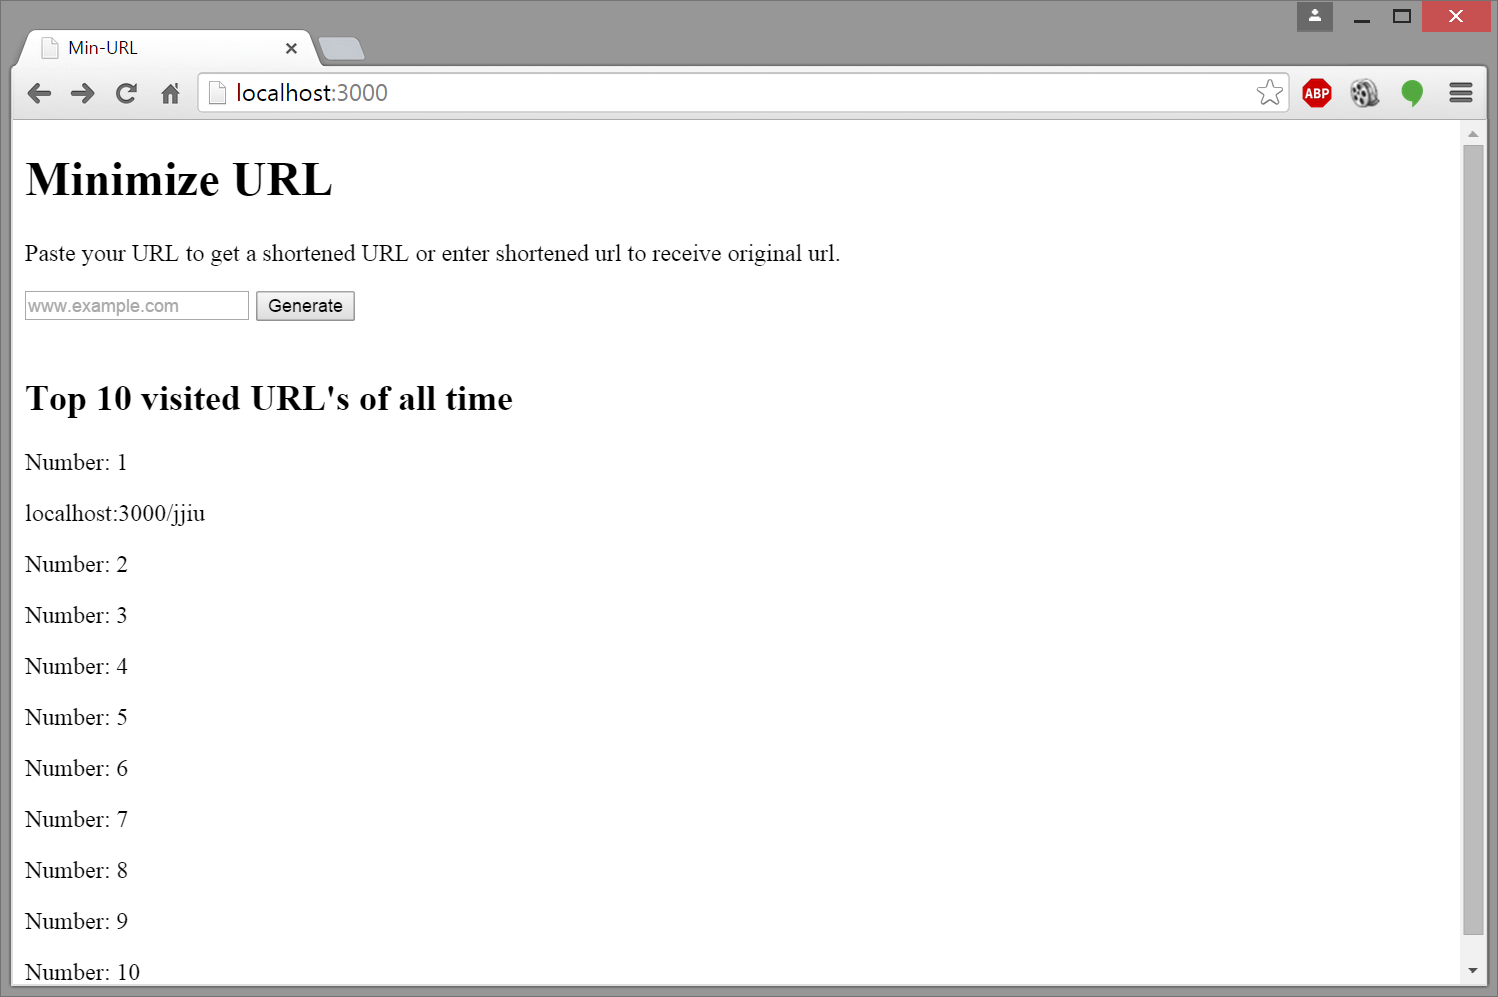 Min-URL
localhost:3000
ABP
Minimize URL
Paste your URL to get a shortened URL or enter shortened url to receive original url.
www.example.com Generate
Top 10 visited URL's of all time
Number: 1
localhost:3000/jjiu
Number: 2
Number: 3
Number: 4
Number: 5
Number: 6
Number: 7
Number: 8
Number: 9
Number: 10